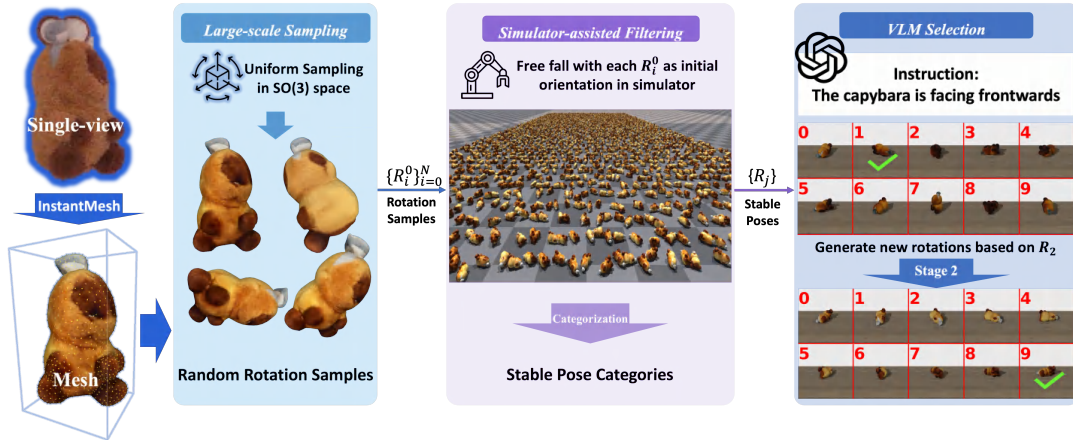 Single-view
InstantMesh
Mesh
Large-scale Sampling
Uniform Sampling
in SO(3) space
Random Rotation Samples
{R_i^0}_{i=0}^N
Rotation
Samples
Simulator-assisted Filtering
Free fall with each R_i^0 as initial
orientation in simulator
Categorization
Stable Pose Categories
{R_j}
Stable
Poses
VLM Selection
Instruction:
The capybara is facing frontwards
0 1 2 3 4
5 6 7 8 9
Generate new rotations based on R_2
Stage 2
0 1 2 3 4
5 6 7 8 9